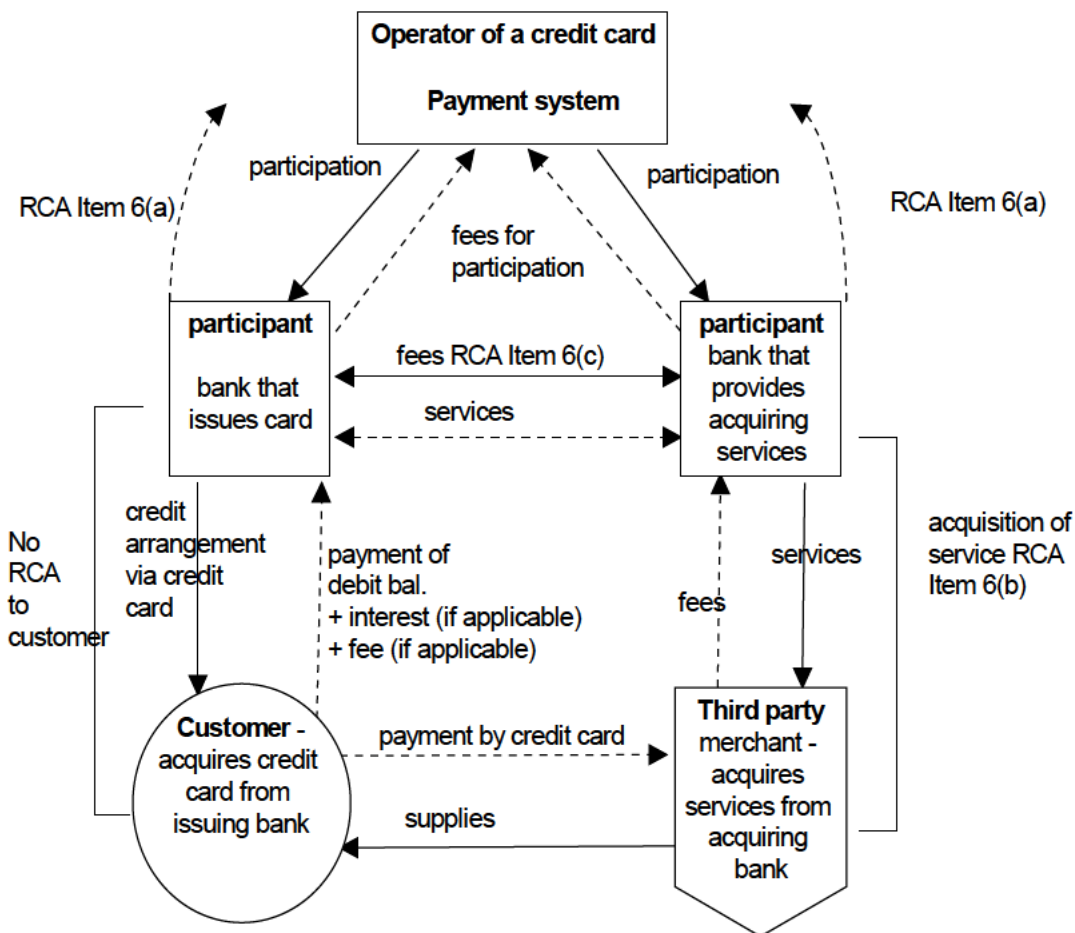 Operator of a credit card
Payment system
participation
participation
RCA Item 6(a)
RCA Item 6(a)
fees for
participation
participant
bank that
issues card
participant
bank that
provides
acquiring
services
fees RCA Item 6(c)
services
No
RCA
to
customer
credit
arrangement
via credit
card
payment of
debit bal.
+ interest (if applicable)
+ fee (if applicable)
fees
services
acquisition of
service RCA
Item 6(b)
Customer -
acquires credit
card from
issuing bank
payment by credit card
supplies
Third party
merchant -
acquires
services from
acquiring
bank